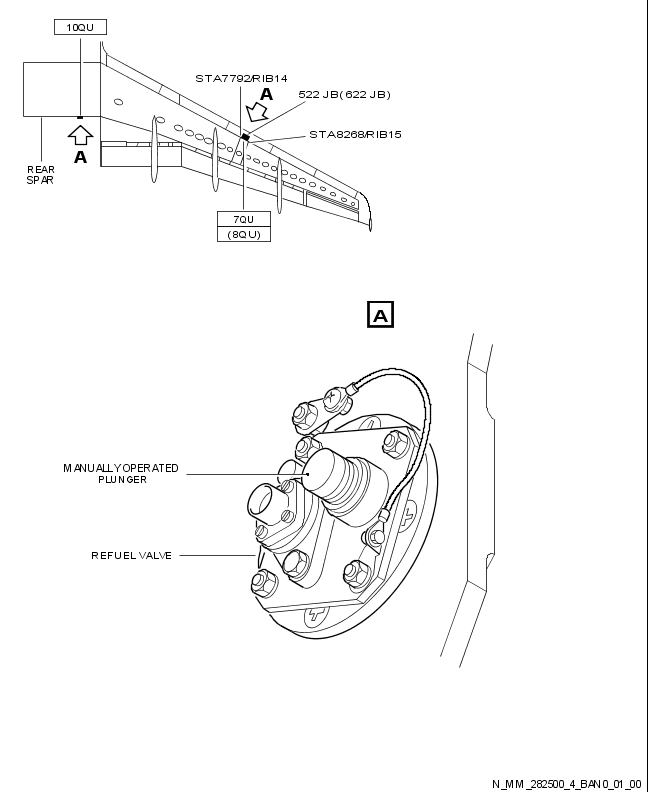 10QU
STA7792/RIB14
A
522 JB(622 JB)
STA8268/RIB15
A
REAR
SPAR
7QU
(8QU)
A
MANUALLY OPERATED
PLUNGER
REFUEL VALVE
N_MM_282500_4_BAN0_01_00